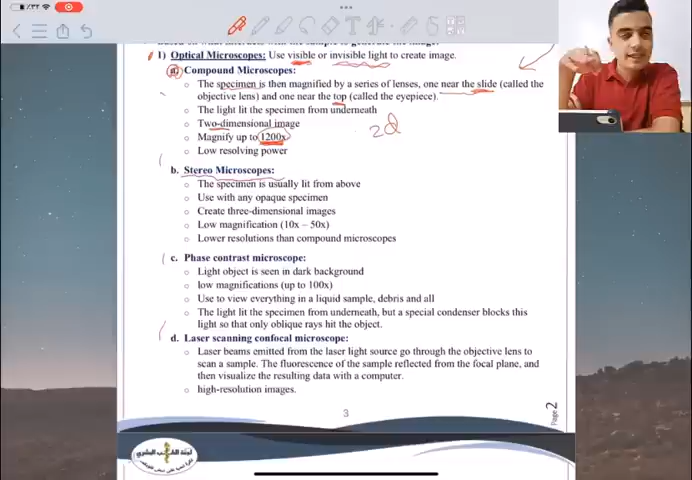 1) Optical Microscopes: Use visible or invisible light to create image.
a. Compound Microscopes:
○ The specimen is then magnified by a series of lenses, one near the slide (called the
objective lens) and one near the top (called the eyepiece).
○ The light lit the specimen from underneath
○ Two-dimensional image
2d
○ Magnify up to 1200x
○ Low resolving power
b. Stereo Microscopes:
○ The specimen is usually lit from above
○ Use with any opaque specimen
○ Create three-dimensional images
○ Low magnification (10x – 50x)
○ Lower resolutions than compound microscopes
c. Phase contrast microscope:
○ Light object is seen in dark background
○ low magnifications (up to 100x)
○ Use to view everything in a liquid sample, debris and all
○ The light lit the specimen from underneath, but a special condenser blocks this
light so that only oblique rays hit the object.
d. Laser scanning confocal microscope:
○ Laser beams emitted from the laser light source go through the objective lens to
scan a sample. The fluorescence of the sample reflected from the focal plane, and
then visualize the resulting data with a computer.
○ high-resolution images.
3
Page 2